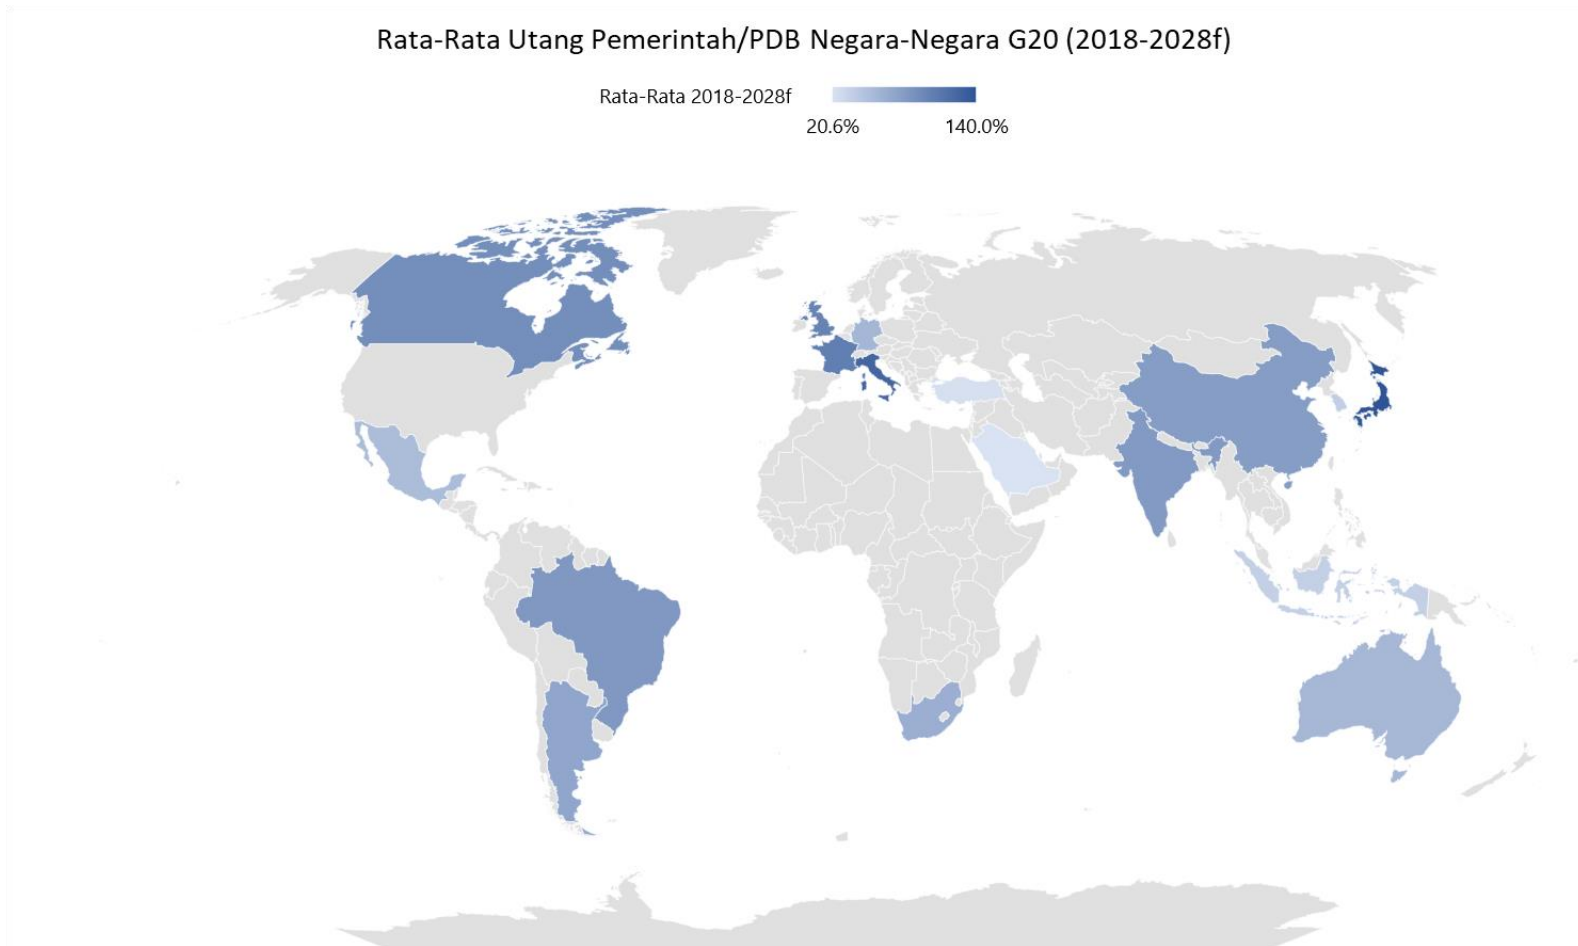 Rata-Rata Utang Pemerintah/PDB Negara-Negara G20 (2018-2028f)
Rata-Rata 2018-2028f
20.6% 140.0%